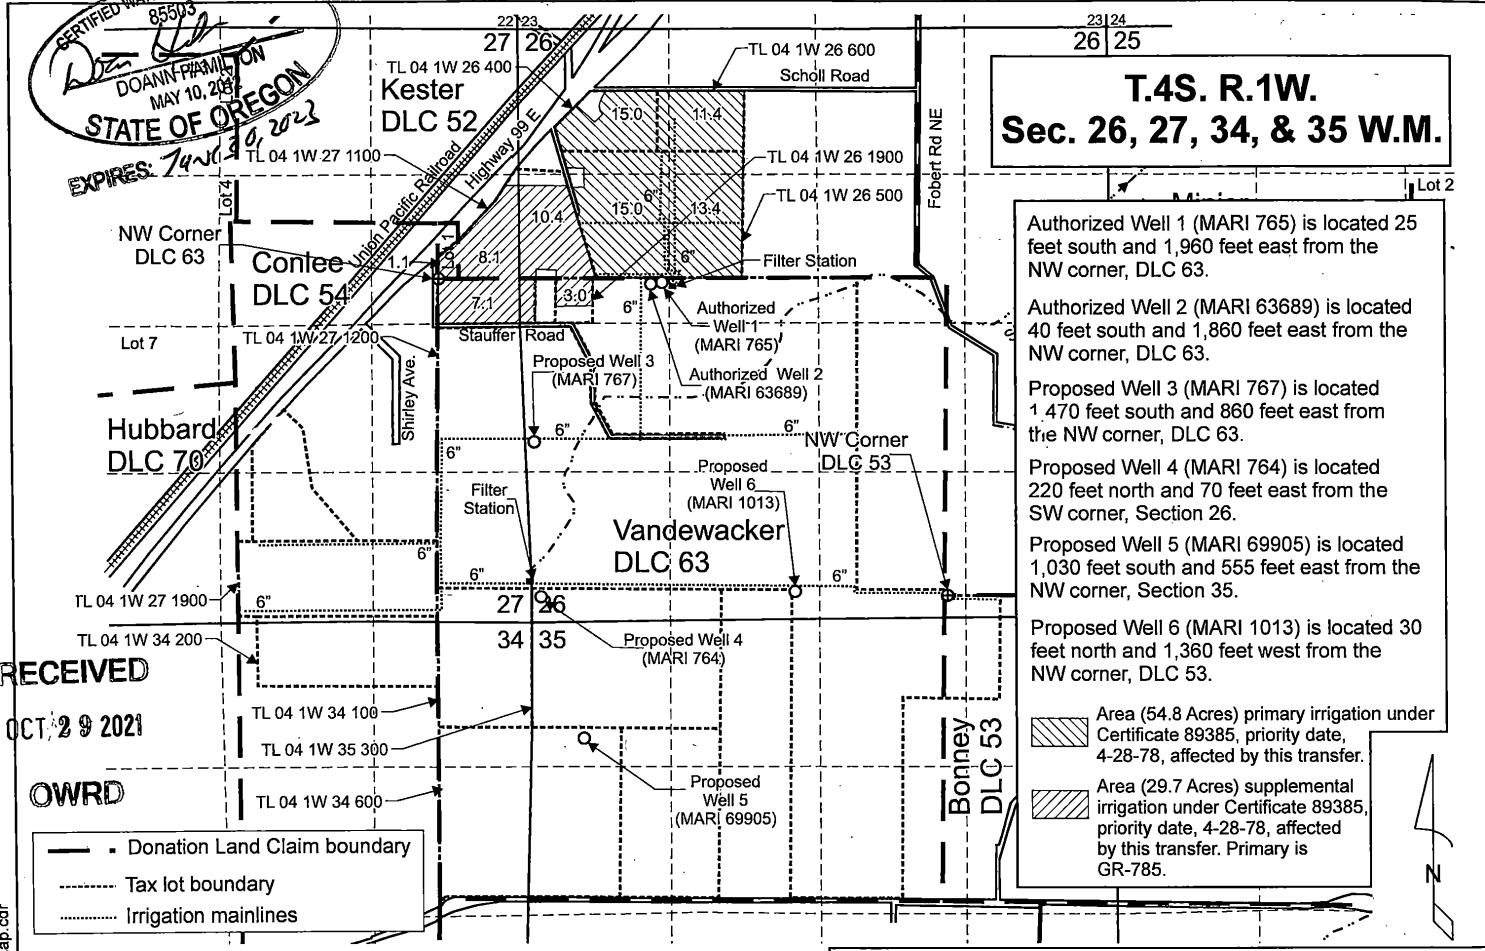 CERTIFIED WA
85503
DOANN HAMILTON
MAY 10, 20
STATE OF OREGON
EXPIRES: June 30, 2023
22 23
27 26
23 24
26 25
TL 04 1W 26 600
Scholl Road
TL 04 1W 26 400
Kester
DLC 52
Highway 99 E
Union Pacific Railroad
Fobert Rd NE
T.4S. R.1W.
Sec. 26, 27, 34, & 35 W.M.
15.0
11.4
TL 04 1W 27 1100
TL 04 1W 26 1900
TL 04 1W 26 500
15.0
6"
13.4
10.4
Lot 4
Lot 2
NW Corner
DLC 63
Conlee
DLC 54
1.1
Lot 1
8.1
7.1
3.0
6"
Filter Station
6"
Authorized
Well 1
(MARI 765)
Lot 7
TL 04 1W 27 1200
Stauffer Road
Shirley Ave.
Proposed Well 3
(MARI 767)
Authorized Well 2
(MARI 63689)
Hubbard
DLC 70
6"
6"
6"
NW Corner
DLC 53
Filter
Station
Proposed
Well 6
(MARI 1013)
Vandewacker
DLC 63
6"
6"
6"
6"
TL 04 1W 27 1900
27 26
34 35
TL 04 1W 34 200
Proposed Well 4
(MARI 764)
TL 04 1W 34 100
TL 04 1W 35 300
TL 04 1W 34 600
Proposed
Well 5
(MARI 69905)
Bonney
DLC 53
RECEIVED
OCT 29 2021
OWRD
Donation Land Claim boundary
Tax lot boundary
Irrigation mainlines
Authorized Well 1 (MARI 765) is located 25
feet south and 1,960 feet east from the
NW corner, DLC 63.
Authorized Well 2 (MARI 63689) is located
40 feet south and 1,860 feet east from the
NW corner, DLC 63.
Proposed Well 3 (MARI 767) is located
1,470 feet south and 860 feet east from
the NW corner, DLC 63.
Proposed Well 4 (MARI 764) is located
220 feet north and 70 feet east from the
SW corner, Section 26.
Proposed Well 5 (MARI 69905) is located
1,030 feet south and 555 feet east from the
NW corner, Section 35.
Proposed Well 6 (MARI 1013) is located 30
feet north and 1,360 feet west from the
NW corner, DLC 53.
Area (54.8 Acres) primary irrigation under
Certificate 89385, priority date,
4-28-78, affected by this transfer.
Area (29.7 Acres) supplemental
irrigation under Certificate 89385,
priority date, 4-28-78, affected
by this transfer. Primary is
GR-785.
N
ap.cdr